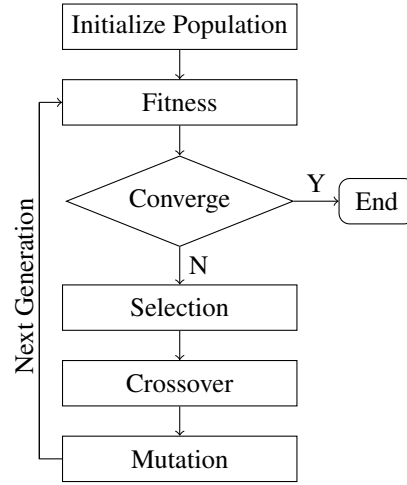 Initialize Population
Fitness
Converge
Y
End
N
Selection
Crossover
Mutation
Next Generation